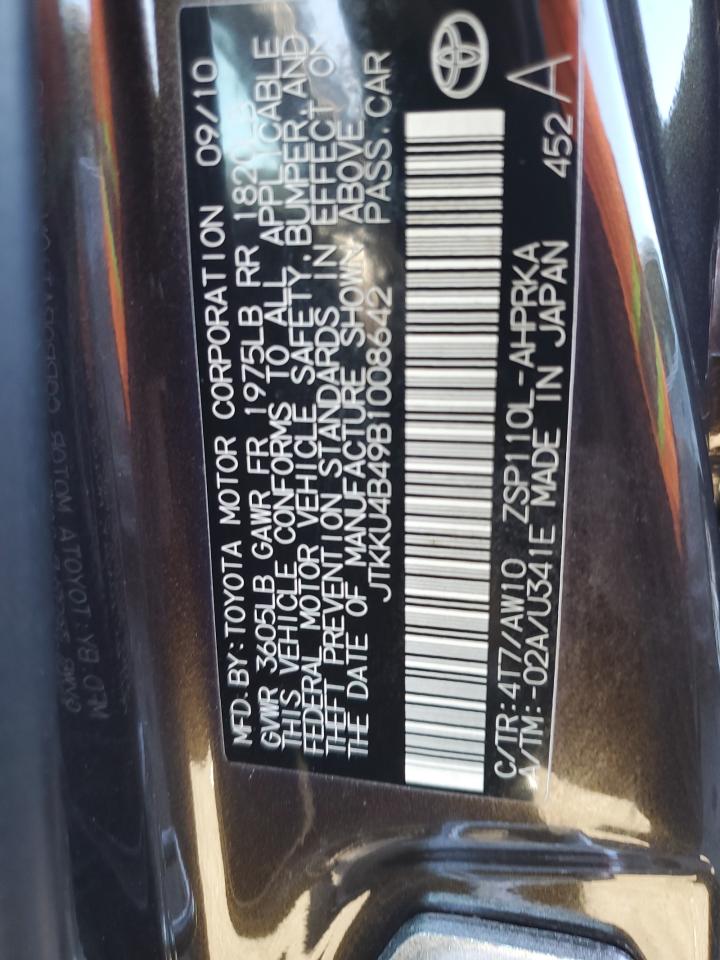 MFD.BY:TOYOTA MOTOR CORPORATION 09/10
GVWR 3605LB GAWR FR 1975LB RR 1820LB
THIS VEHICLE CONFORMS TO ALL APPLICABLE
FEDERAL MOTOR VEHICLE SAFETY,BUMPER,AND
THEFT PREVENTION STANDARDS IN EFFECT ON
THE DATE OF MANUFACTURE SHOWN ABOVE
JTKKU4B49B1008642 PASS.CAR
C/TR:4T7/AW10 ZSP110L-AHPRKA
A/TM:-02A/U341E MADE IN JAPAN 452 A